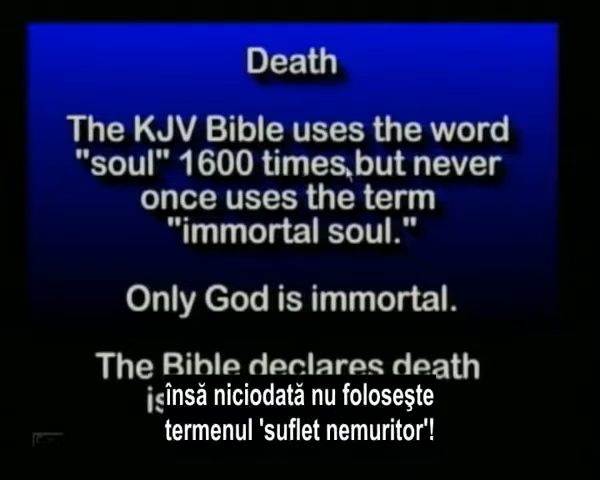 Death
The KJV Bible uses the word
"soul" 1600 times,but never
once uses the term
"immortal soul."
Only God is immortal.
The Bible declares death
însă niciodată nu foloseşte
termenul 'suflet nemuritor'!